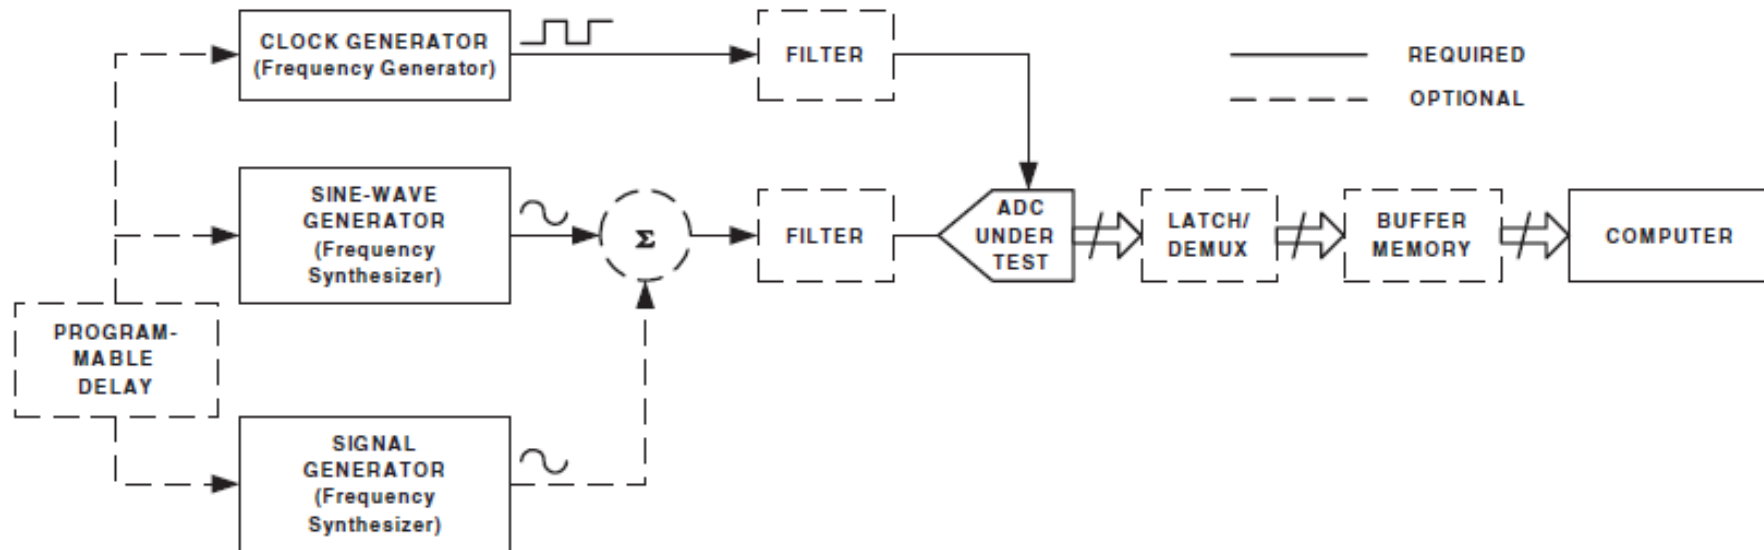 CLOCK GENERATOR
(Frequency Generator)
FILTER
REQUIRED
OPTIONAL
SINE-WAVE
GENERATOR
(Frequency
Synthesizer)
Σ
FILTER
ADC
UNDER
TEST
LATCH/
DEMUX
BUFFER
MEMORY
COMPUTER
PROGRAM-
MABLE
DELAY
SIGNAL
GENERATOR
(Frequency
Synthesizer)